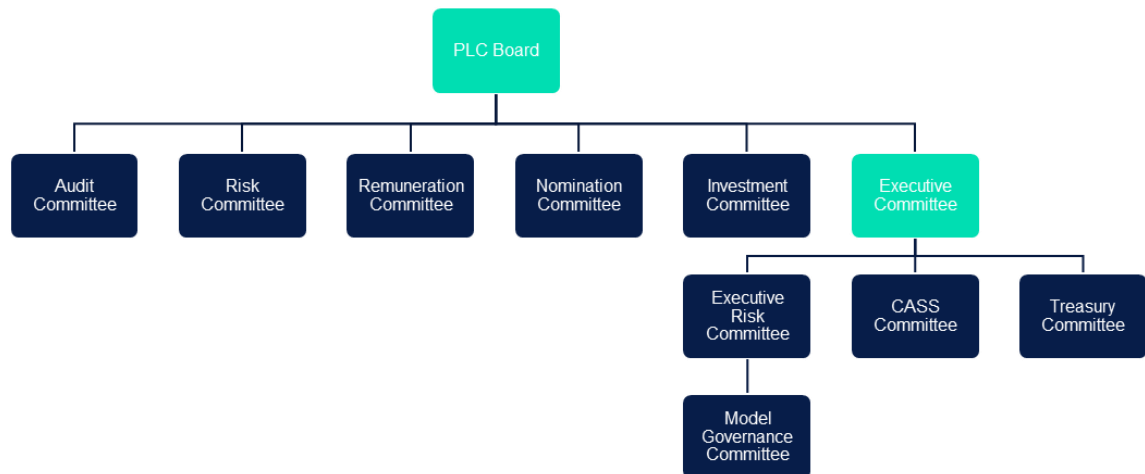 PLC Board
Audit
Committee
Risk
Committee
Remuneration
Committee
Nomination
Committee
Investment
Committee
Executive
Committee
Executive
Risk
Committee
CASS
Committee
Treasury
Committee
Model
Governance
Committee